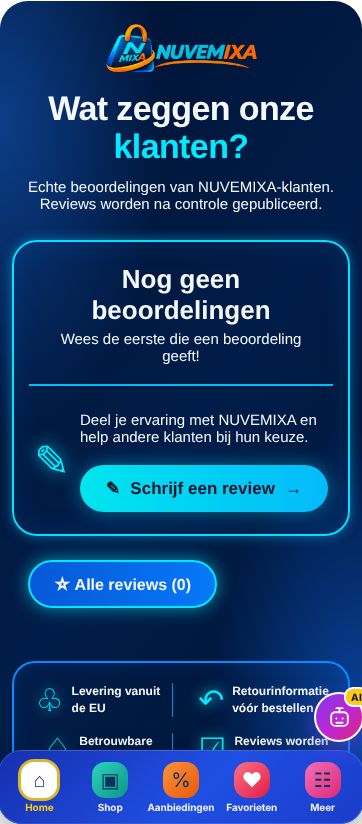 N
MIXA NUVEMIXA
Wat zeggen onze
klanten?
Echte beoordelingen van NUVEMIXA-klanten.
Reviews worden na controle gepubliceerd.
Nog geen
beoordelingen
Wees de eerste die een beoordeling
geeft!
Deel je ervaring met NUVEMIXA en
help andere klanten bij hun keuze.
✎ Schrijf een review →
☆ Alle reviews (0)
Levering vanuit
de EU
Retourinformatie
vóór bestellen
Betrouwbare
Reviews worden
AI
Home
Shop
%
Aanbiedingen
Favorieten
Meer